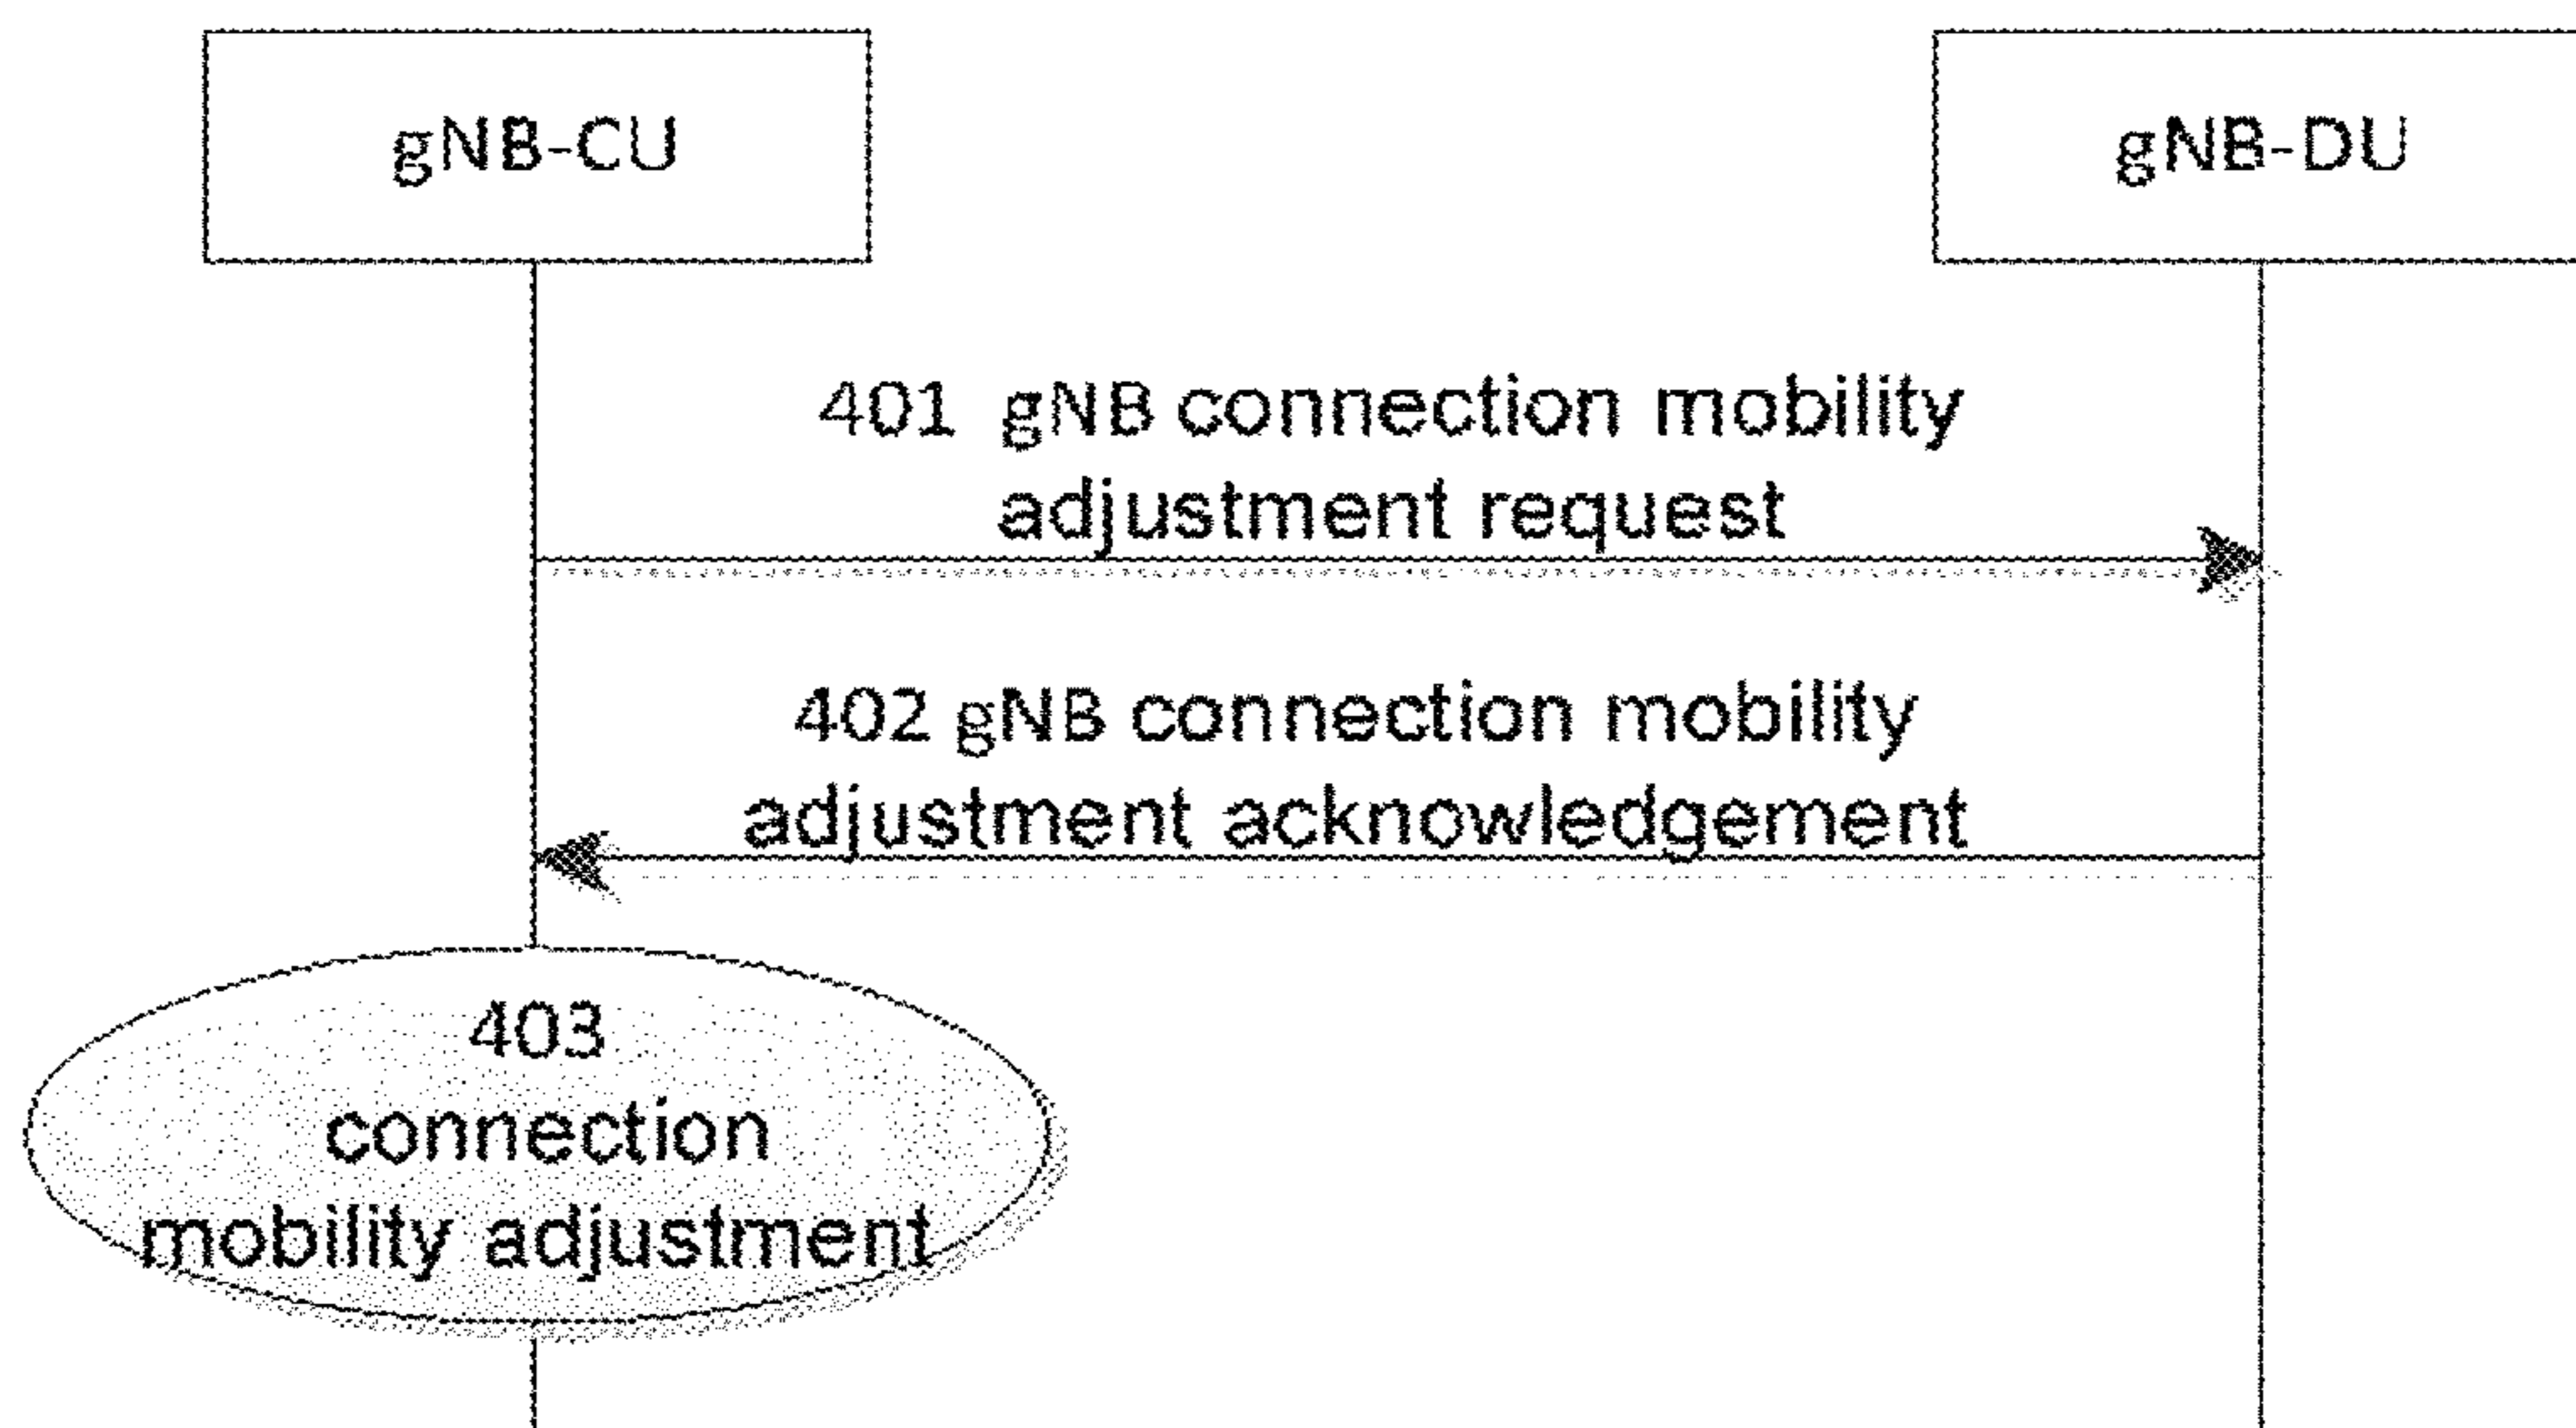 gNB-CU
gNB-DU
401 gNB connection mobility
adjustment request
402 gNB connection mobility
adjustment acknowledgement
403
connection
mobility adjustment